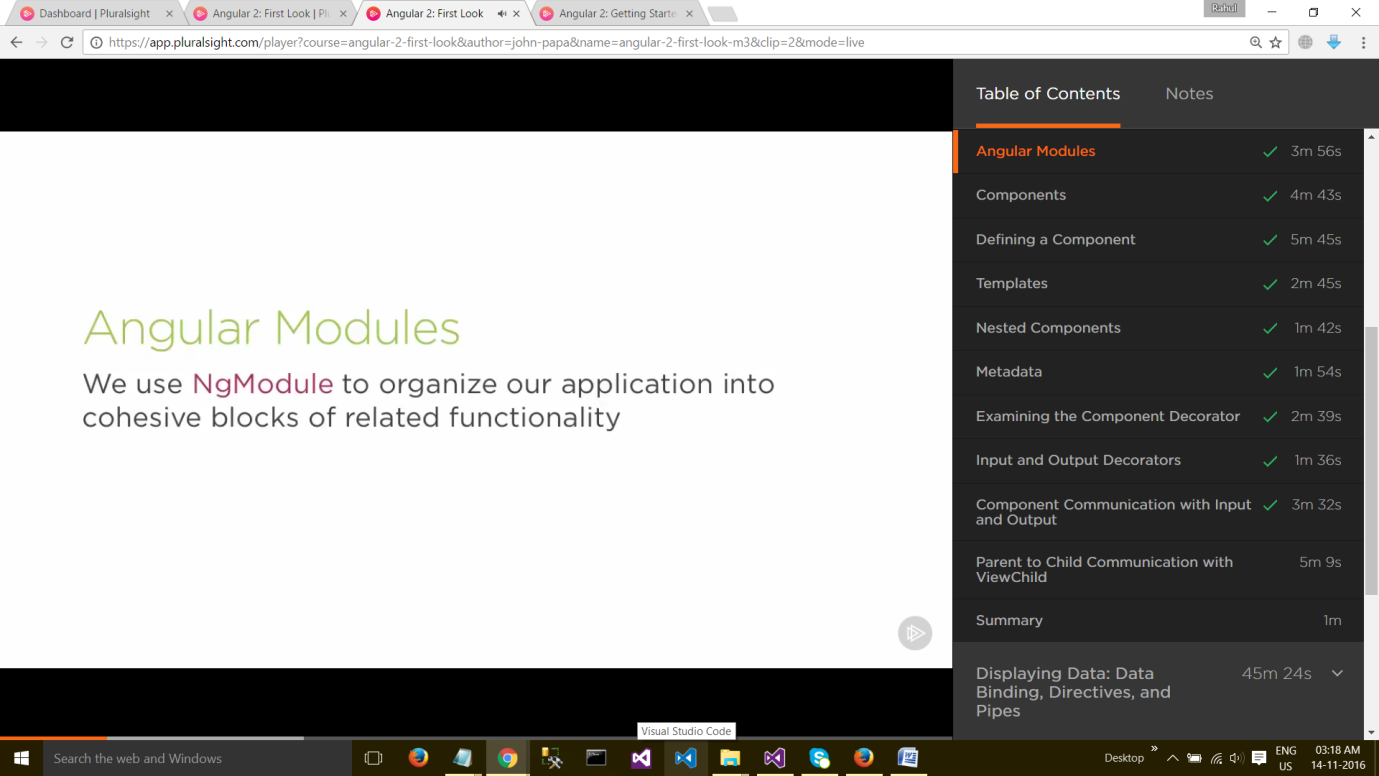 Dashboard | Pluralsight
Angular 2: First Look | Pl
Angular 2: First Look
Angular 2: Getting Starte
Rahul
https://app.pluralsight.com/player?course=angular-2-first-look&author=john-papa&name=angular-2-first-look-m3&clip=2&mode=live
Angular Modules
We use NgModule to organize our application into
cohesive blocks of related functionality
Table of Contents
Notes
Angular Modules 3m 56s
Components 4m 43s
Defining a Component 5m 45s
Templates 2m 45s
Nested Components 1m 42s
Metadata 1m 54s
Examining the Component Decorator 2m 39s
Input and Output Decorators 1m 36s
Component Communication with Input 3m 32s
and Output
Parent to Child Communication with 5m 9s
ViewChild
Summary 1m
Displaying Data: Data 45m 24s
Binding, Directives, and
Pipes
Visual Studio Code
Search the web and Windows
Desktop
ENG
US
03:18 AM
14-11-2016